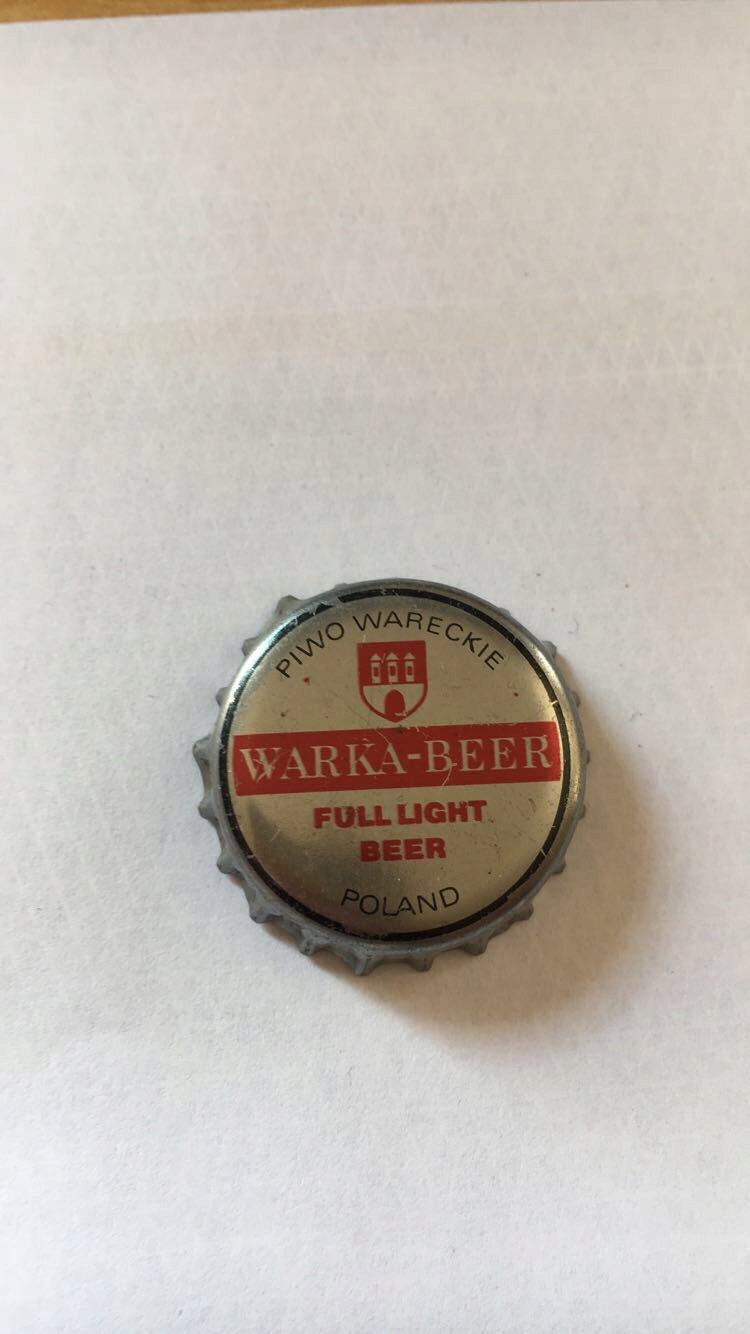 PIWO WARECKIE
WARKA-BEER
FULL LIGHT
BEER
POLAND